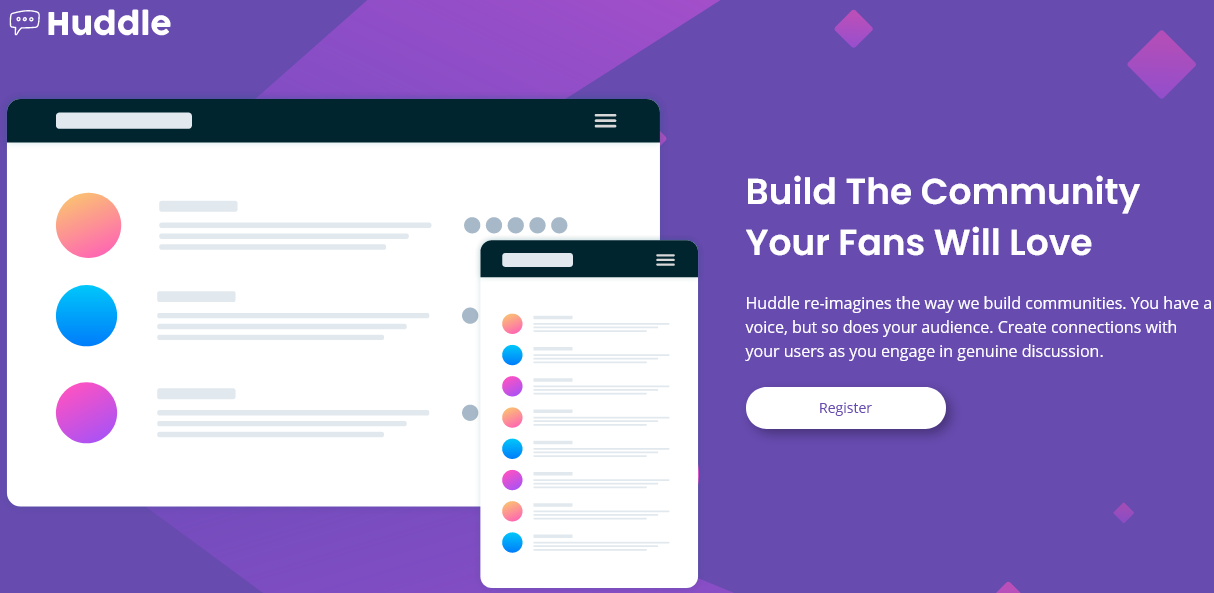 Huddle
Build The Community
Your Fans Will Love
Huddle re-imagines the way we build communities. You have a
voice, but so does your audience. Create connections with
your users as you engage in genuine discussion.
Register